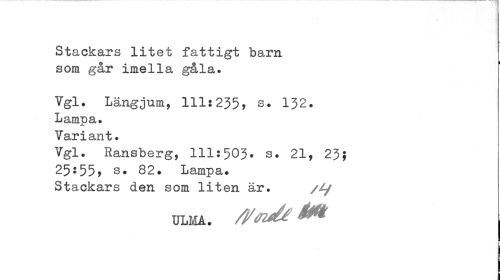 Stackars litet fattigt barn
som går imella gåla.
Vgl. Längjum, 111:235, s. 132.
Lampa.
Variant.
Vgl. Ransberg, 111:503. s. 21, 23;
25:55, s. 82. Lampa.
Stackars den som liten är.
14
ULMA.